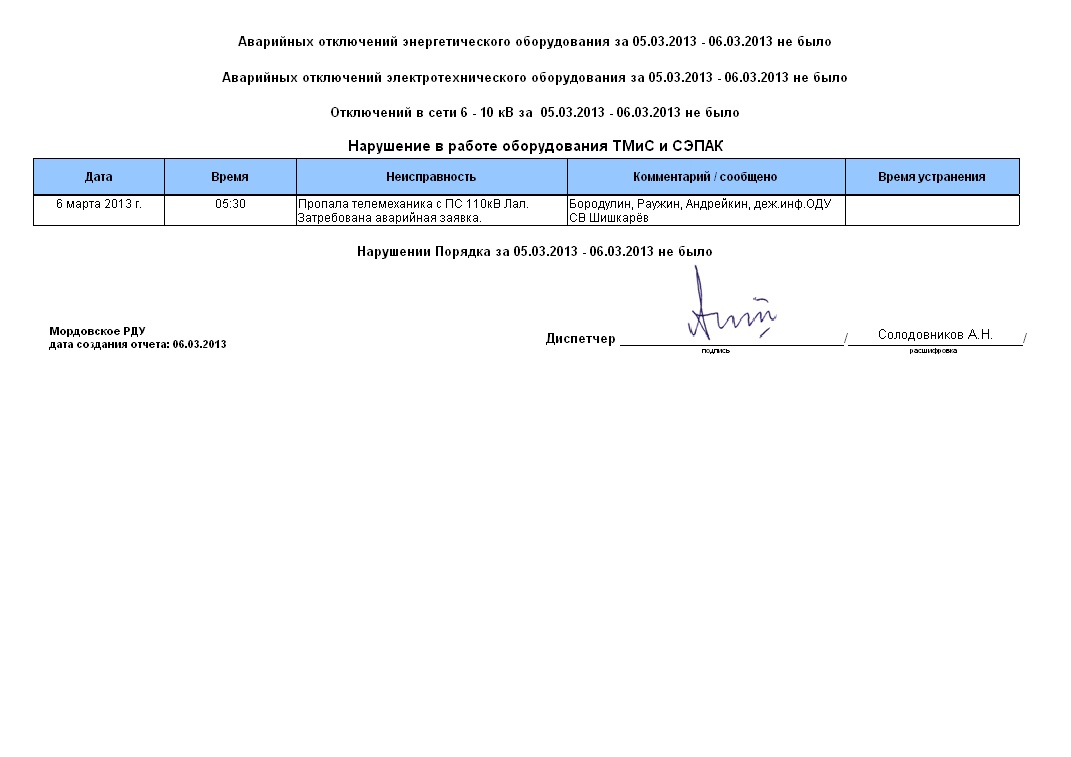 Аварийных отключений энергетического оборудования за 05.03.2013 - 06.03.2013 не было
Аварийных отключений электротехнического оборудования за 05.03.2013 - 06.03.2013 не было
Отключений в сети 6 - 10 кВ за 05.03.2013 - 06.03.2013 не было
Нарушение в работе оборудования ТМиС и СЭПАК
Дата Время Неисправность Комментарий / сообщено Время устранения
6 марта 2013 г. 05:30 Пропала телемеханика с ПС 110кВ Лал. Бородулин, Раужин, Андрейкин, деж.инф.ОДУ
Затребована аварийная заявка. СВ Шишкарёв
Нарушении Порядка за 05.03.2013 - 06.03.2013 не было
Мордовское РДУ
дата создания отчета: 06.03.2013
Диспетчер / Солодовников А.Н. /
подпись расшифровка